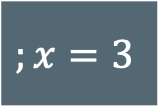 ; x = 3